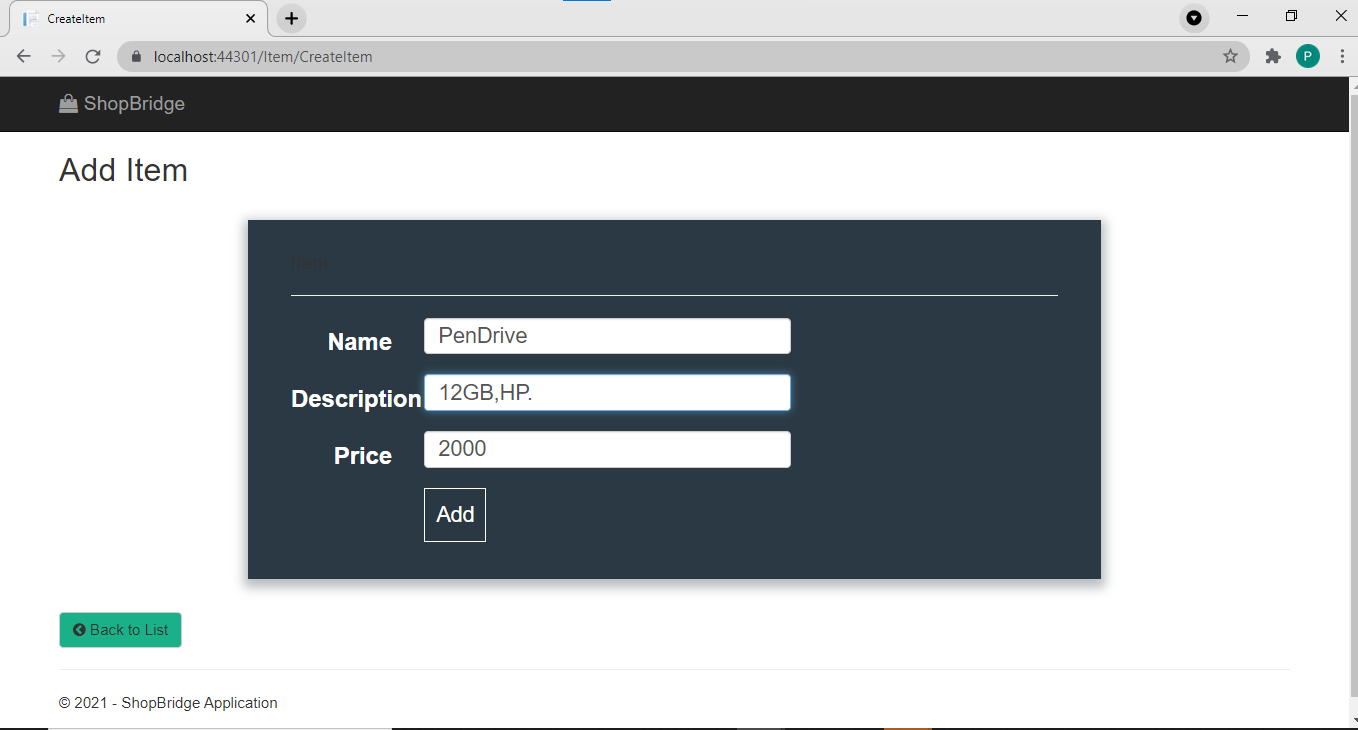 CreateItem
localhost:44301/Item/CreateItem
P
ShopBridge
Add Item
Item
Name PenDrive
Description 12GB,HP.
Price 2000
Add
Back to List
© 2021 - ShopBridge Application